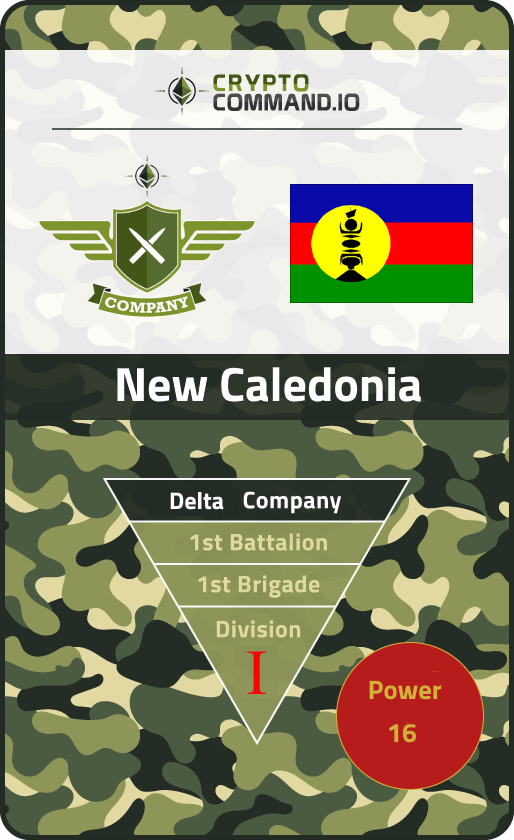 CRYPTO
COMMAND.IO
COMPANY
New Caledonia
Delta Company
1st Battalion
1st Brigade
Division
I
Power
16